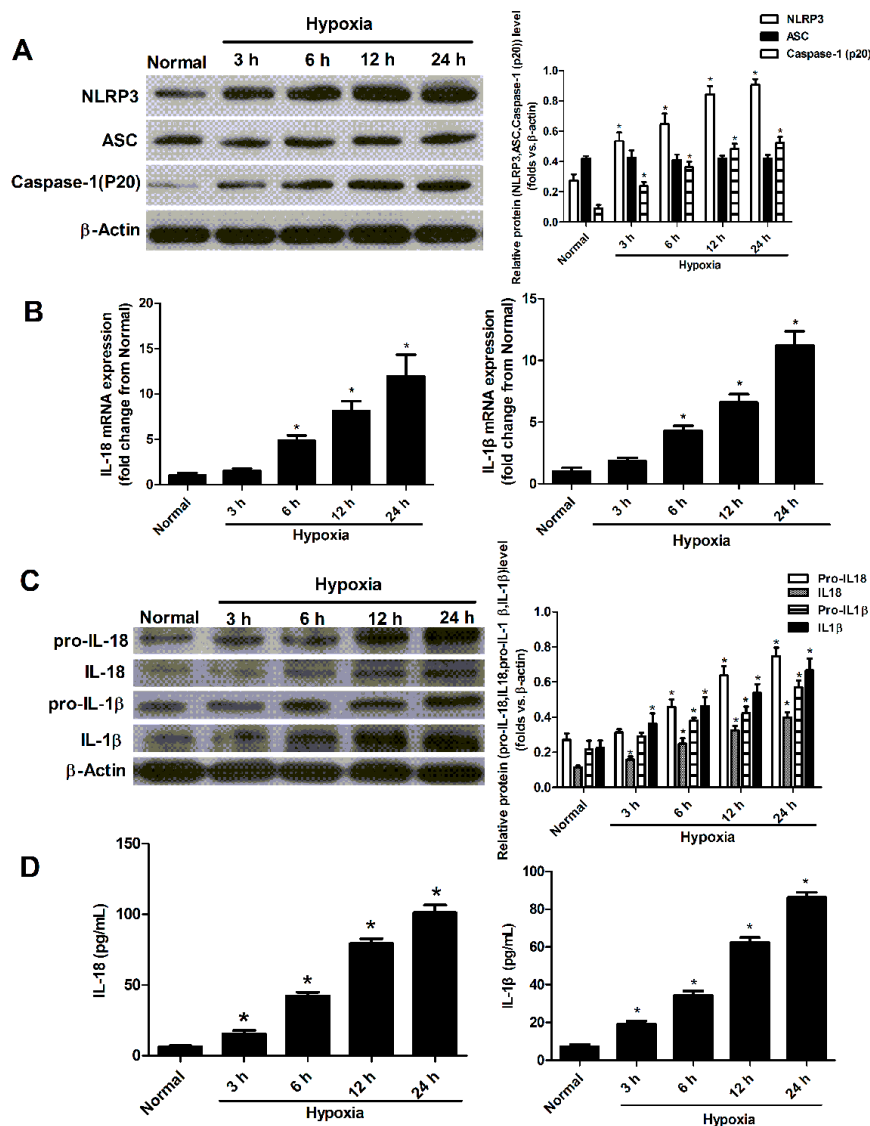 A
Hypoxia
Normal 3 h 6 h 12 h 24 h
NLRP3
ASC
Caspase-1(P20)
β-Actin
NLRP3
ASC
Caspase-1 (p20)
Relative protein (NLRP3,ASC,Caspase-1 (p20)) level
(folds vs.β-actin)
1.0
0.8
0.6
0.4
0.2
0.0
* * * * * * * *
Normal 3 h 6 h 12 h 24 h
Hypoxia
B
IL-18 mRNA expression
(fold change from Normal)
20
15
10
5
0
* * *
Normal 3 h 6 h 12 h 24 h
Hypoxia
IL-1β mRNA expression
(fold change from Normal)
15
10
5
0
* * *
Normal 3 h 6 h 12 h 24 h
Hypoxia
C
Hypoxia
Normal 3 h 6 h 12 h 24 h
pro-IL-18
IL-18
pro-IL-1β
IL-1β
β-Actin
Pro-IL18
IL18
Pro-IL1β
IL1β
Relative protein (pro-IL-18,IL18,pro-IL-1 β,IL-1β)level
(folds vs.β-actin)
1.0
0.8
0.6
0.4
0.2
0.0
* * * * * * * * * * * * * *
Normal 3 h 6 h 12 h 24 h
Hypoxia
D
IL-18 (pg/mL)
150
100
50
0
* * * *
Normal 3 h 6 h 12 h 24 h
Hypoxia
IL-1β (pg/mL)
100
80
60
40
20
0
* * * *
Normal 3 h 6 h 12 h 24 h
Hypoxia